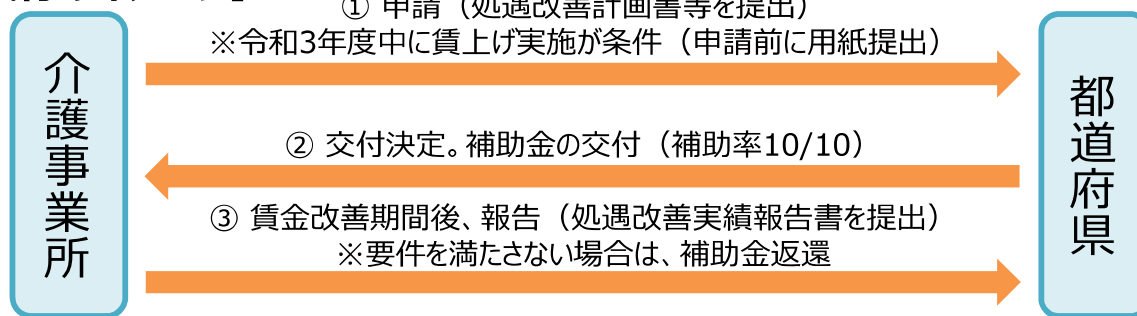 ① 申請（処遇改善計画書等を提出）
※令和3年度中に賃上げ実施が条件（申請前に用紙提出）
介護事業所
都道府県
② 交付決定。補助金の交付（補助率10/10）
③ 賃金改善期間後、報告（処遇改善実績報告書を提出）
※要件を満たさない場合は、補助金返還